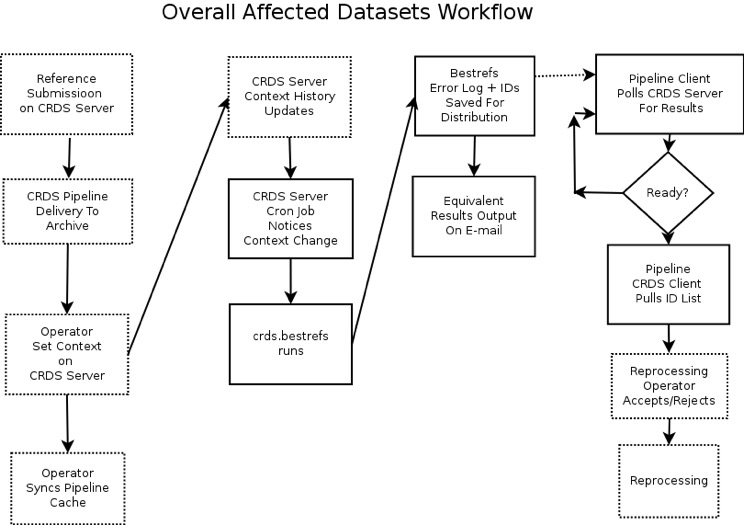 Overall Affected Datasets Workflow
Reference
Submissioon
on CRDS Server
CRDS Pipeline
Delivery To
Archive
Operator
Set Context
on
CRDS Server
Operator
Syncs Pipeline
Cache
CRDS Server
Context History
Updates
CRDS Server
Cron Job
Notices
Context Change
crds.bestrefs
runs
Bestrefs
Error Log + IDs
Saved For
Distribution
Equivalent
Results Output
On E-mail
Pipeline Client
Polls CRDS Server
For Results
Ready?
Pipeline
CRDS Client
Pulls ID List
Reprocessing
Operator
Accepts/Rejects
Reprocessing